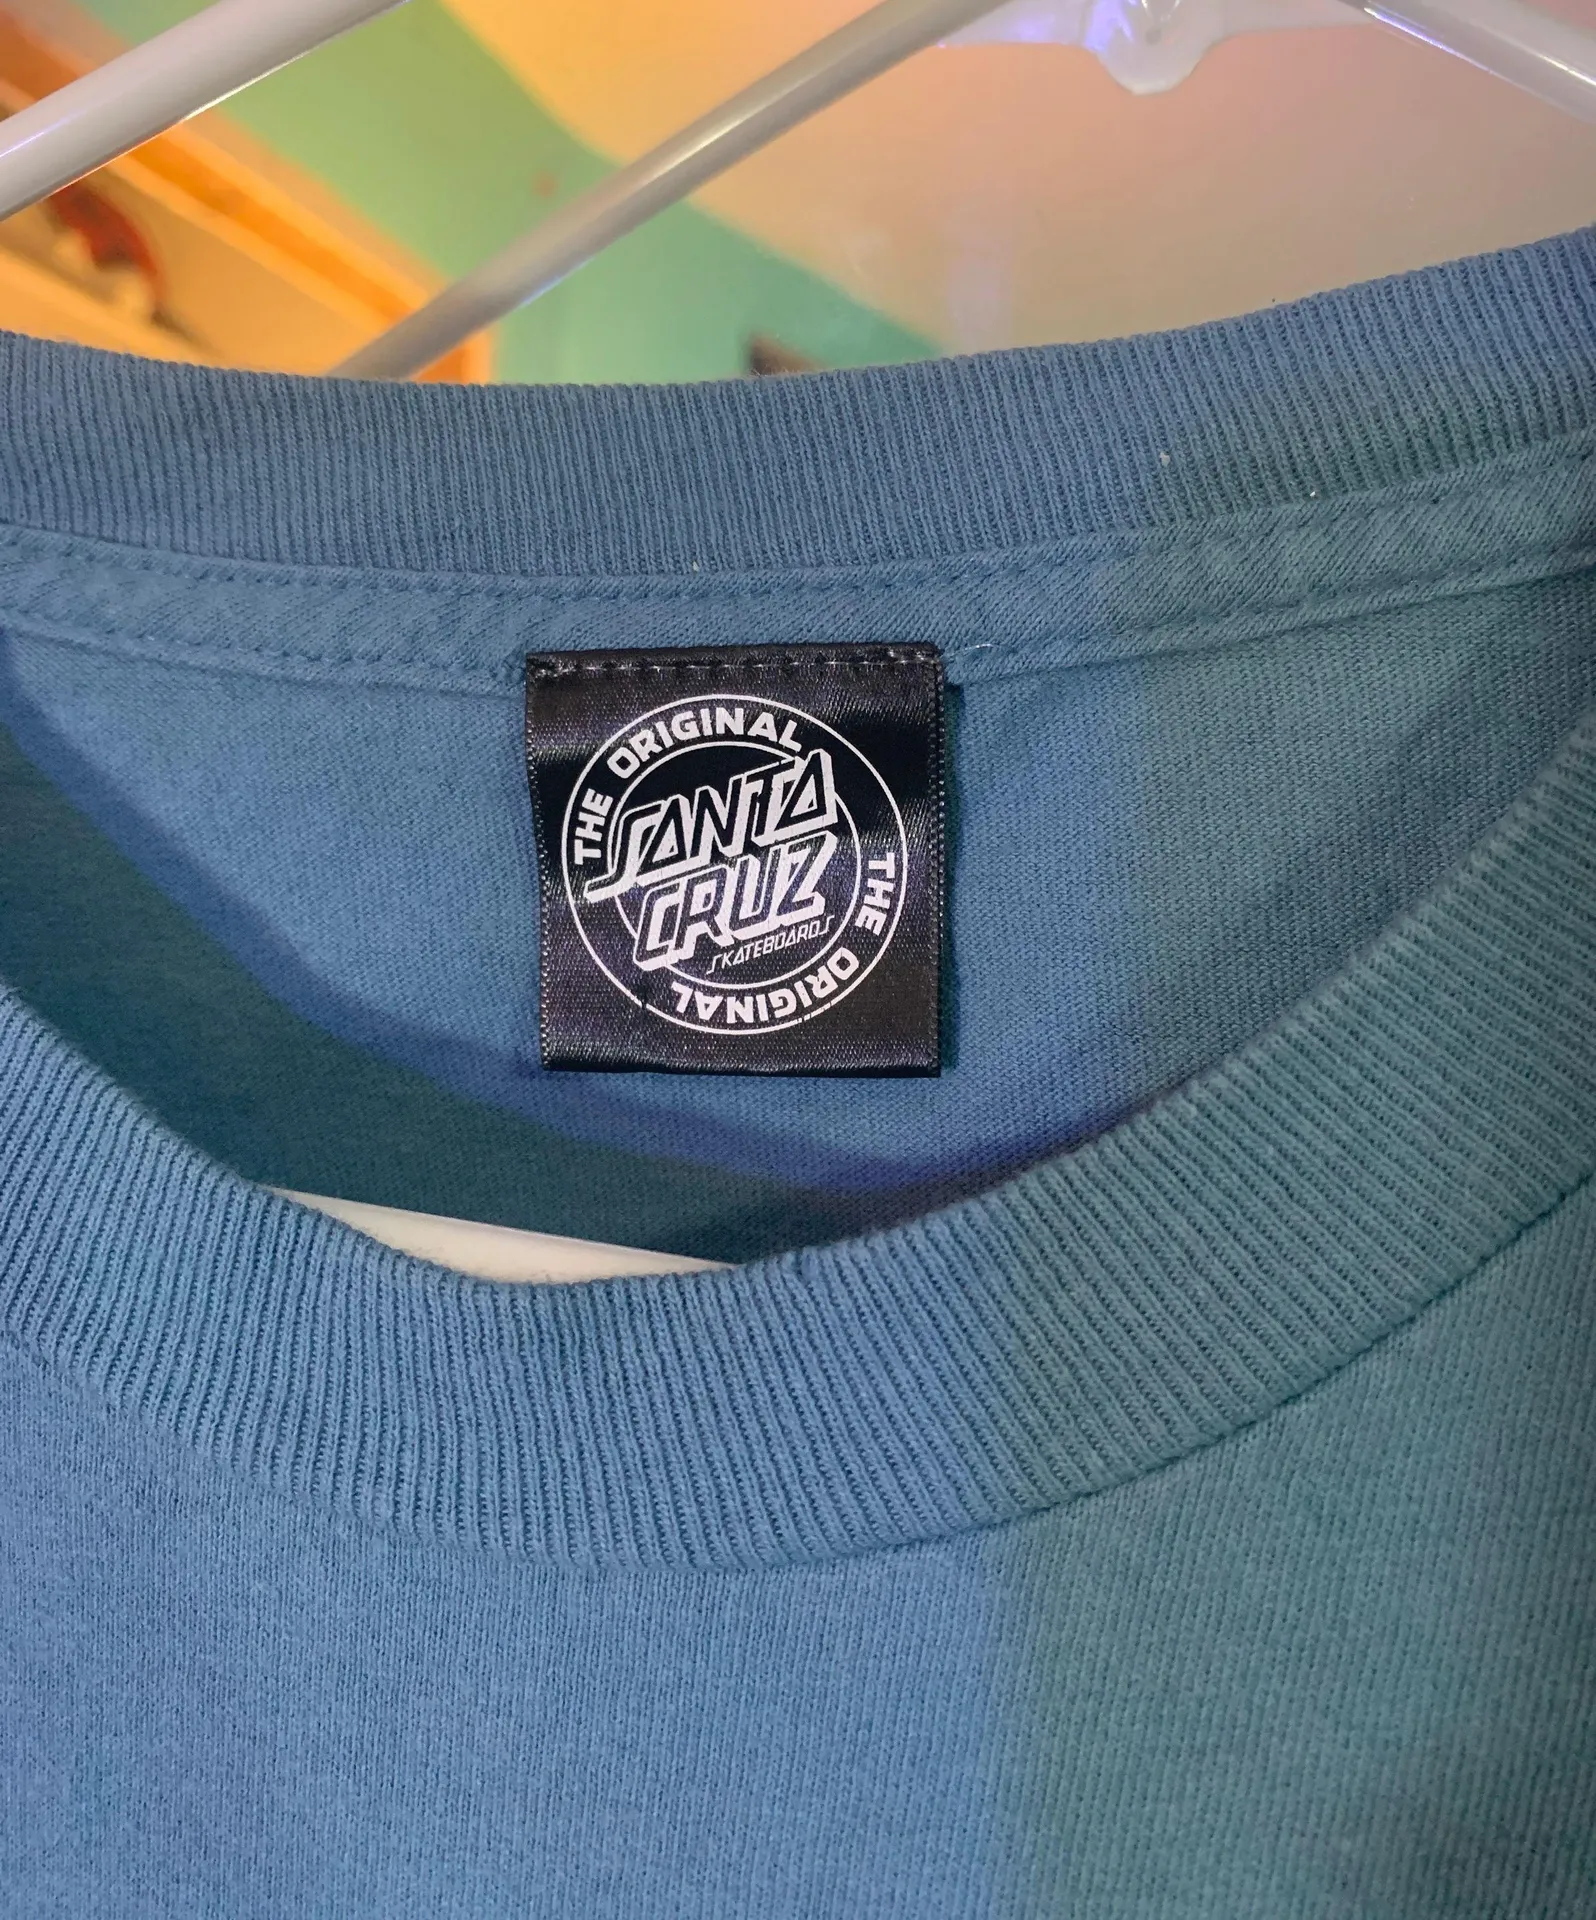 THE ORIGINAL
SANTA
CRUZ
SKATEBOARDS
THE ORIGINAL